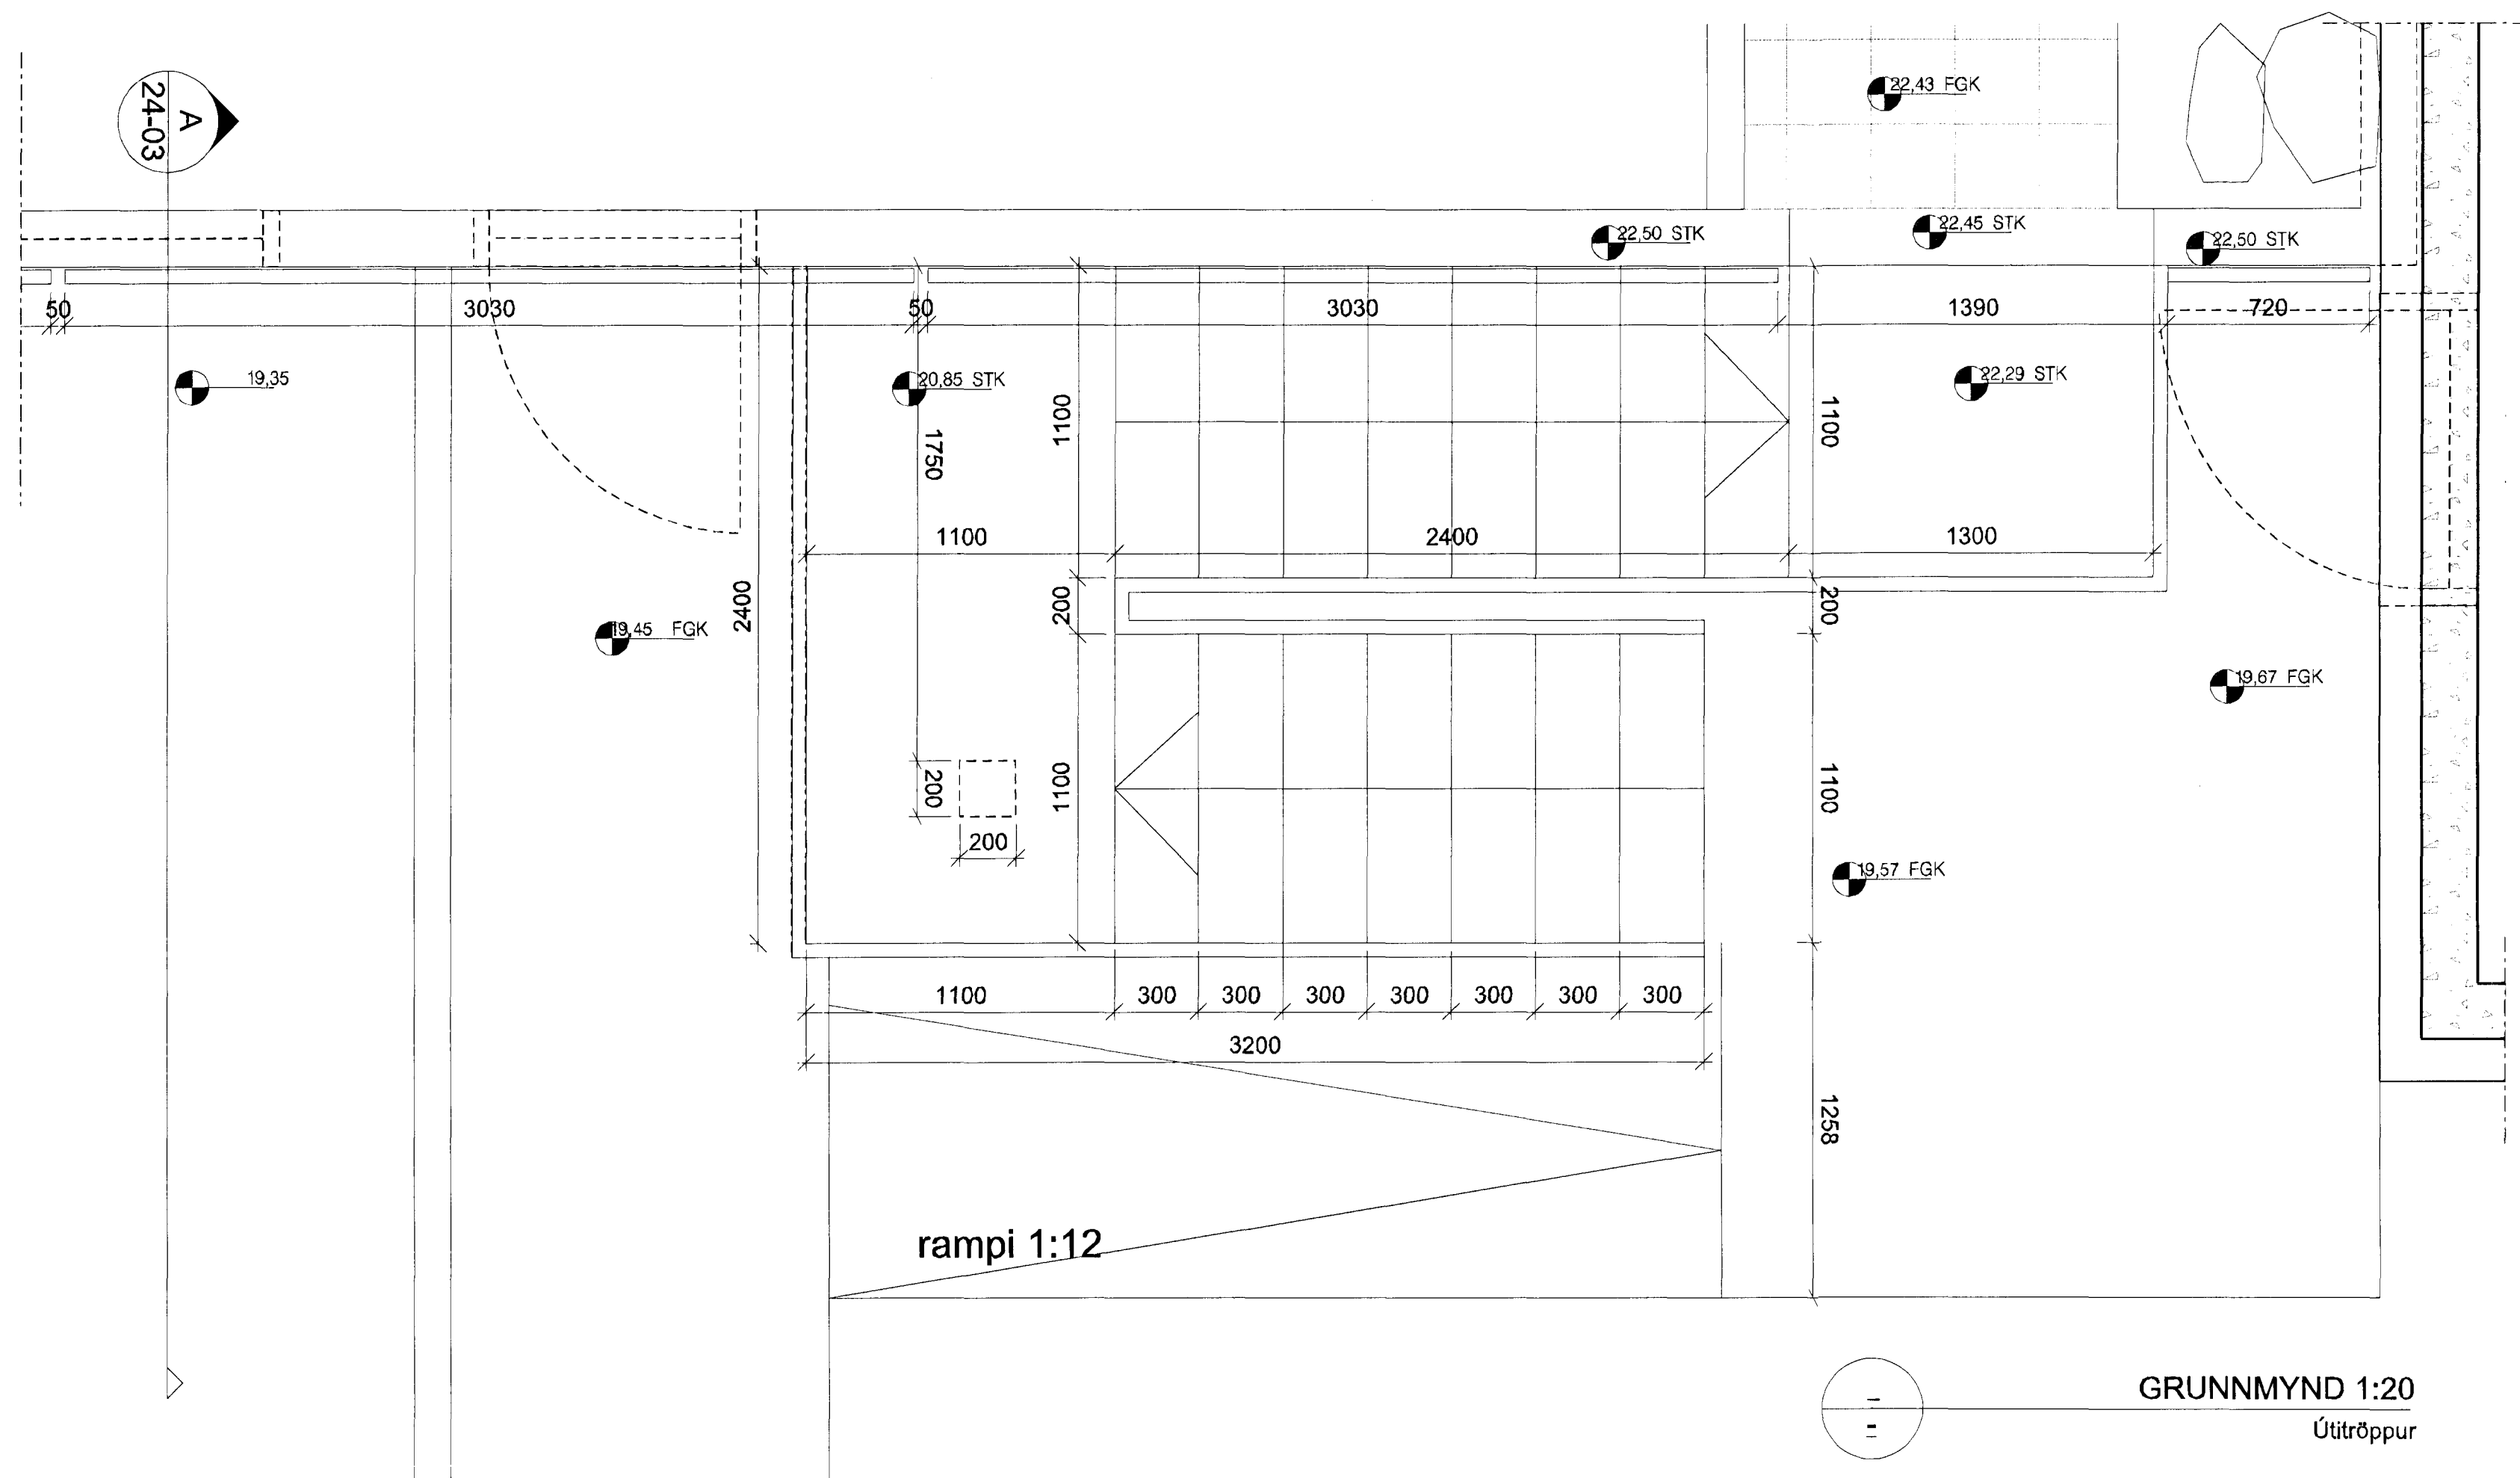 A
24-03
22,43 FGK
22,50 STK
22,45 STK
22,50 STK
50
3030
50
3030
1390
720
19,35
20,85 STK
22,29 STK
1750
1100
1100
1100
2400
1300
2400
200
200
19,45 FGK
19,67 FGK
200
1100
1100
200
19,57 FGK
1100
300
300
300
300
300
300
300
3200
1258
rampi 1:12
GRUNNMYND 1:20
Útitröppur